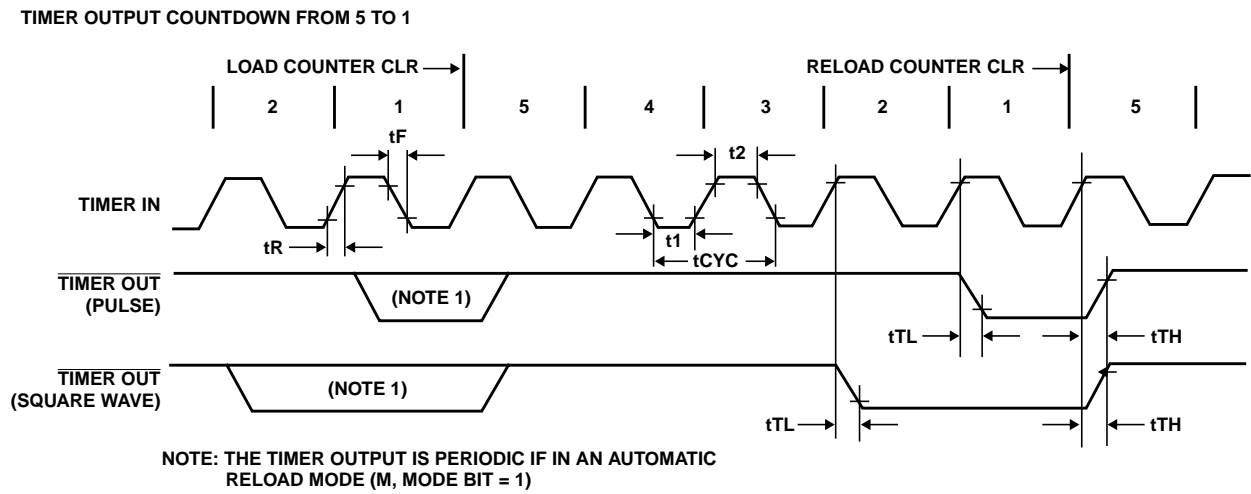 TIMER OUTPUT COUNTDOWN FROM 5 TO 1
LOAD COUNTER CLR
RELOAD COUNTER CLR
2 1 5 4 3 2 1 5
tF
t2
TIMER IN
tR
t1
tCYC
TIMER OUT
(PULSE)
(NOTE 1)
tTL
tTH
TIMER OUT
(SQUARE WAVE)
(NOTE 1)
tTL
tTH
NOTE: THE TIMER OUTPUT IS PERIODIC IF IN AN AUTOMATIC
RELOAD MODE (M, MODE BIT = 1)